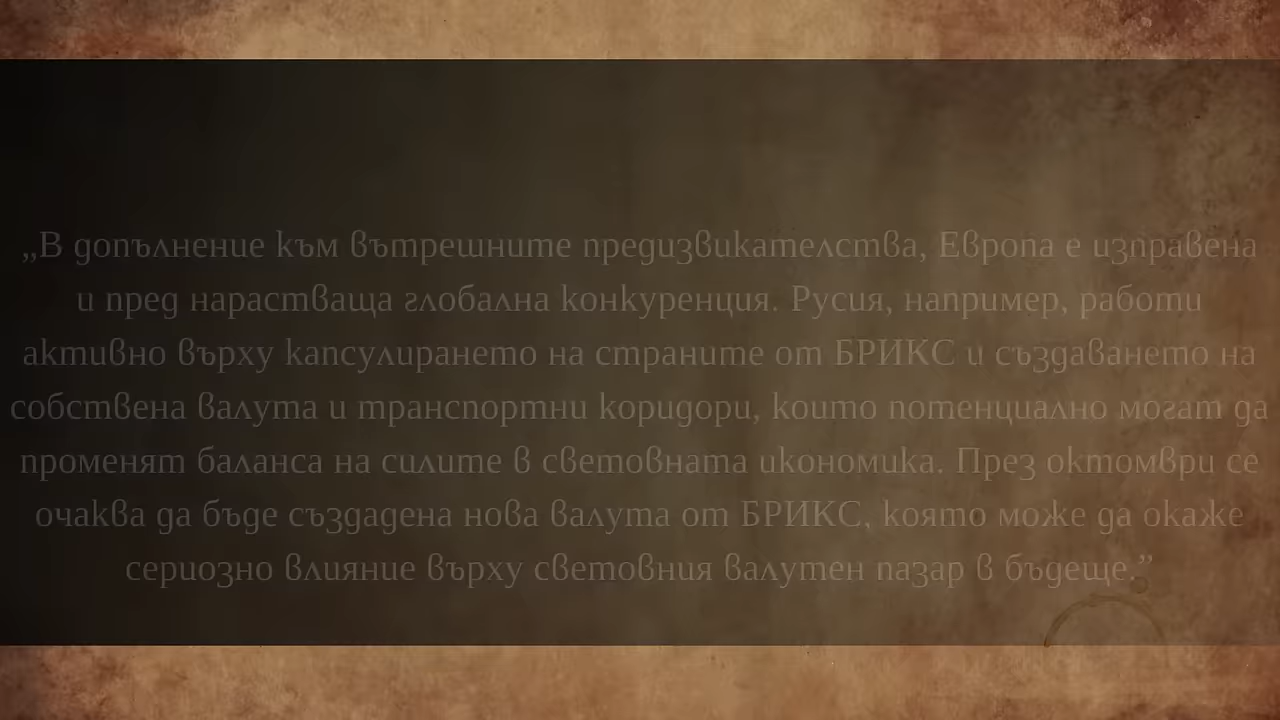 „В допълнение към вътрешните предизвикателства, Европа е изправена
и пред нарастваща глобална конкуренция. Русия, например, работи
активно върху капсулирането на страните от БРИКС и създаването на
собствена валута и транспортни коридори, които потенциално могат да
променят баланса на силите в световната икономика. През октомври се
очаква да бъде създадена нова валута от БРИКС, която може да окаже
сериозно влияние върху световния валутен пазар в бъдеще.”